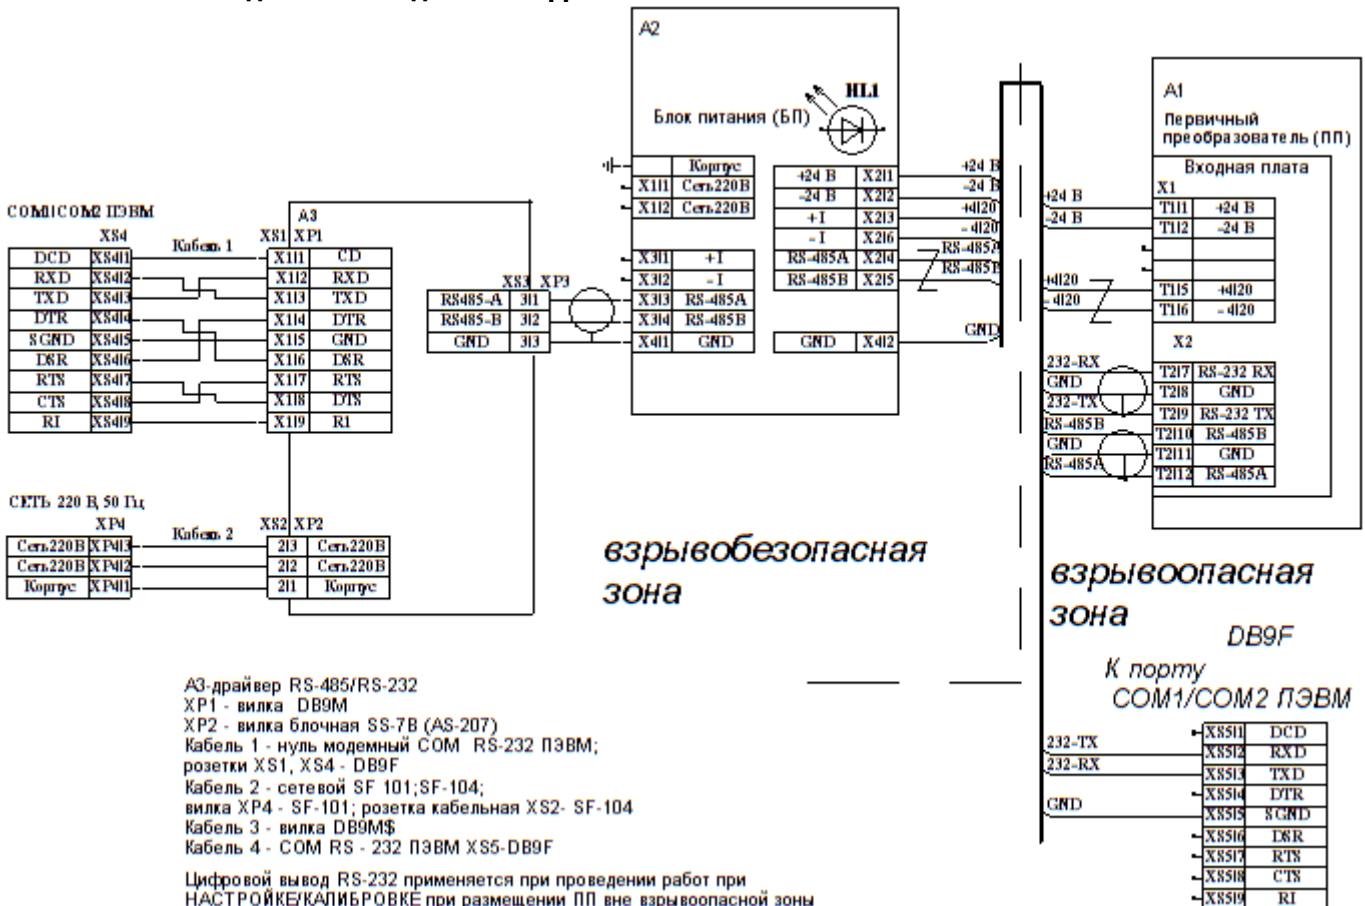 A2
HL1
Блок питания (БП)
Корпус
X1|1 Сеть220В
X1|2 Сеть220В
X3|1 +I
X3|2 -I
X3|3 RS-485A
X3|4 RS-485B
X4|1 GND
+24 В X2|1
-24 В X2|2
+I X2|3
-I X2|6
RS-485A X2|4
RS-485B X2|5
GND X4|2
+24 В
-24 В
+4|20
-4|20
RS-485A
RS-485B
GND
A1
Первичный
преобразователь (ПП)
Входная плата
X1
T1|1 +24 В
T1|2 -24 В
T1|5 +4|20
T1|6 -4|20
X2
T2|7 RS-232 RX
T2|8 GND
T2|9 RS-232 TX
T2|10 RS-485B
T2|11 GND
T2|12 RS-485A
+24 В
-24 В
+4|20
-4|20
232-RX
GND
232-TX
RS-485B
GND
RS-485A
COM1|COM2 ПЭВМ
XS4
Кабель 1
XS1 XP1
A3
DCD XS4|1
RXD XS4|2
TXD XS4|3
DTR XS4|4
SGND XS4|5
DSR XS4|6
RTS XS4|7
CTS XS4|8
RI XS4|9
X1|1 CD
X1|2 RXD
X1|3 TXD
X1|4 DTR
X1|5 GND
X1|6 DSR
X1|7 RTS
X1|8 DTS
X1|9 R1
XS3 XP3
RS485-A 3|1
RS485-B 3|2
GND 3|3
СЕТЬ 220 В, 50 Гц
XP4
Кабель 2
XS2 XP2
Сеть220В XP4|3
Сеть220В XP4|2
Корпус XP4|1
2|3 Сеть220В
2|2 Сеть220В
2|1 Корпус
взрывобезопасная
зона
взрывоопасная
зона
DB9F
К порту
COM1/COM2 ПЭВМ
232-TX
232-RX
GND
XS5|1 DCD
XS5|2 RXD
XS5|3 TXD
XS5|4 DTR
XS5|5 SGND
XS5|6 DSR
XS5|7 RTS
XS5|8 CTS
XS5|9 RI
А3-драйвер RS-485/RS-232
XP1 - вилка DB9M
XP2 - вилка блочная SS-7B (AS-207)
Кабель 1 - нуль модемный COM RS-232 ПЭВМ;
розетки XS1, XS4 - DB9F
Кабель 2 - сетевой SF 101;SF-104;
вилка XP4 - SF-101; розетка кабельная XS2- SF-104
Кабель 3 - вилка DB9M$
Кабель 4 - COM RS - 232 ПЭВМ XS5-DB9F
Цифровой вывод RS-232 применяется при проведении работ при
НАСТРОЙКЕ/КАЛИБРОВКЕ при размещении ПП вне взрывоопасной зоны